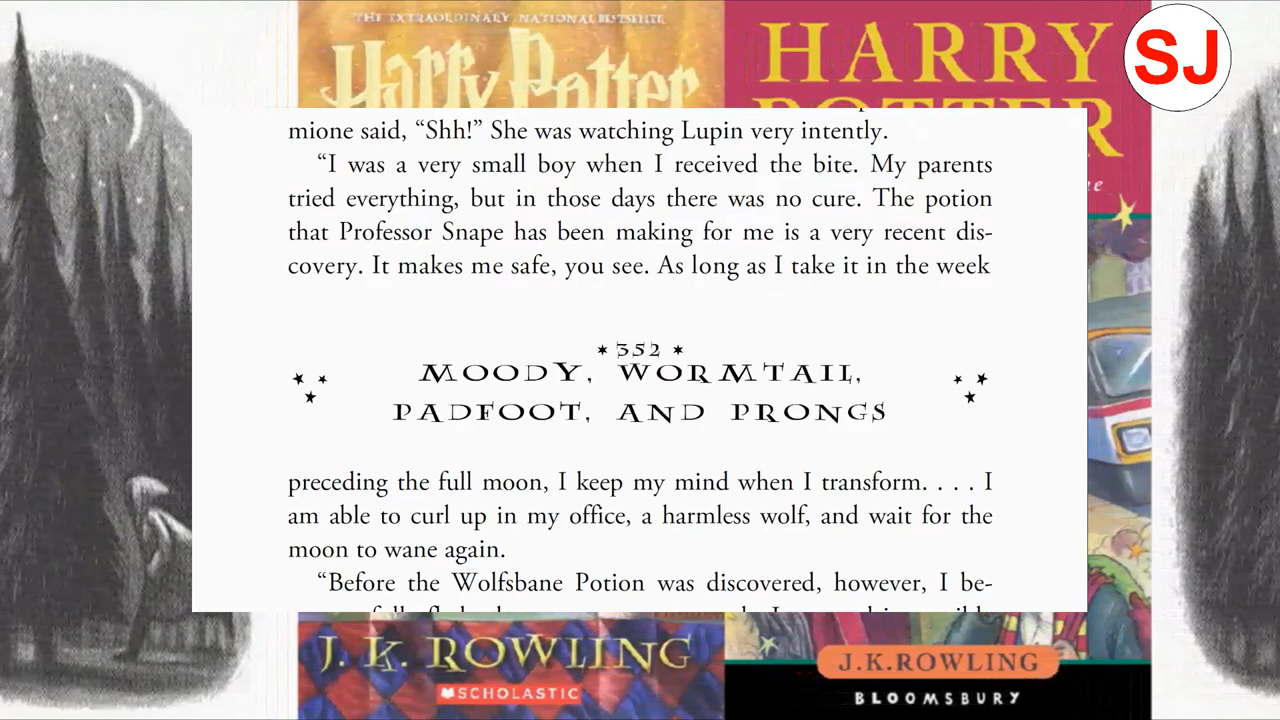 THE EXTRAORDINARY NATIONAL BESTSELLER
Harry Potter
HARRY
POTTER
SJ
mione said, “Shh!” She was watching Lupin very intently.
“I was a very small boy when I received the bite. My parents
tried everything, but in those days there was no cure. The potion
that Professor Snape has been making for me is a very recent dis-
covery. It makes me safe, you see. As long as I take it in the week
352
MOODY, WORMTAIL,
PADFOOT, AND PRONGS
preceding the full moon, I keep my mind when I transform. . . . I
am able to curl up in my office, a harmless wolf, and wait for the
moon to wane again.
“Before the Wolfsbane Potion was discovered, however, I be-
J. K. ROWLING
SCHOLASTIC
J.K.ROWLING
BLOOMSBURY